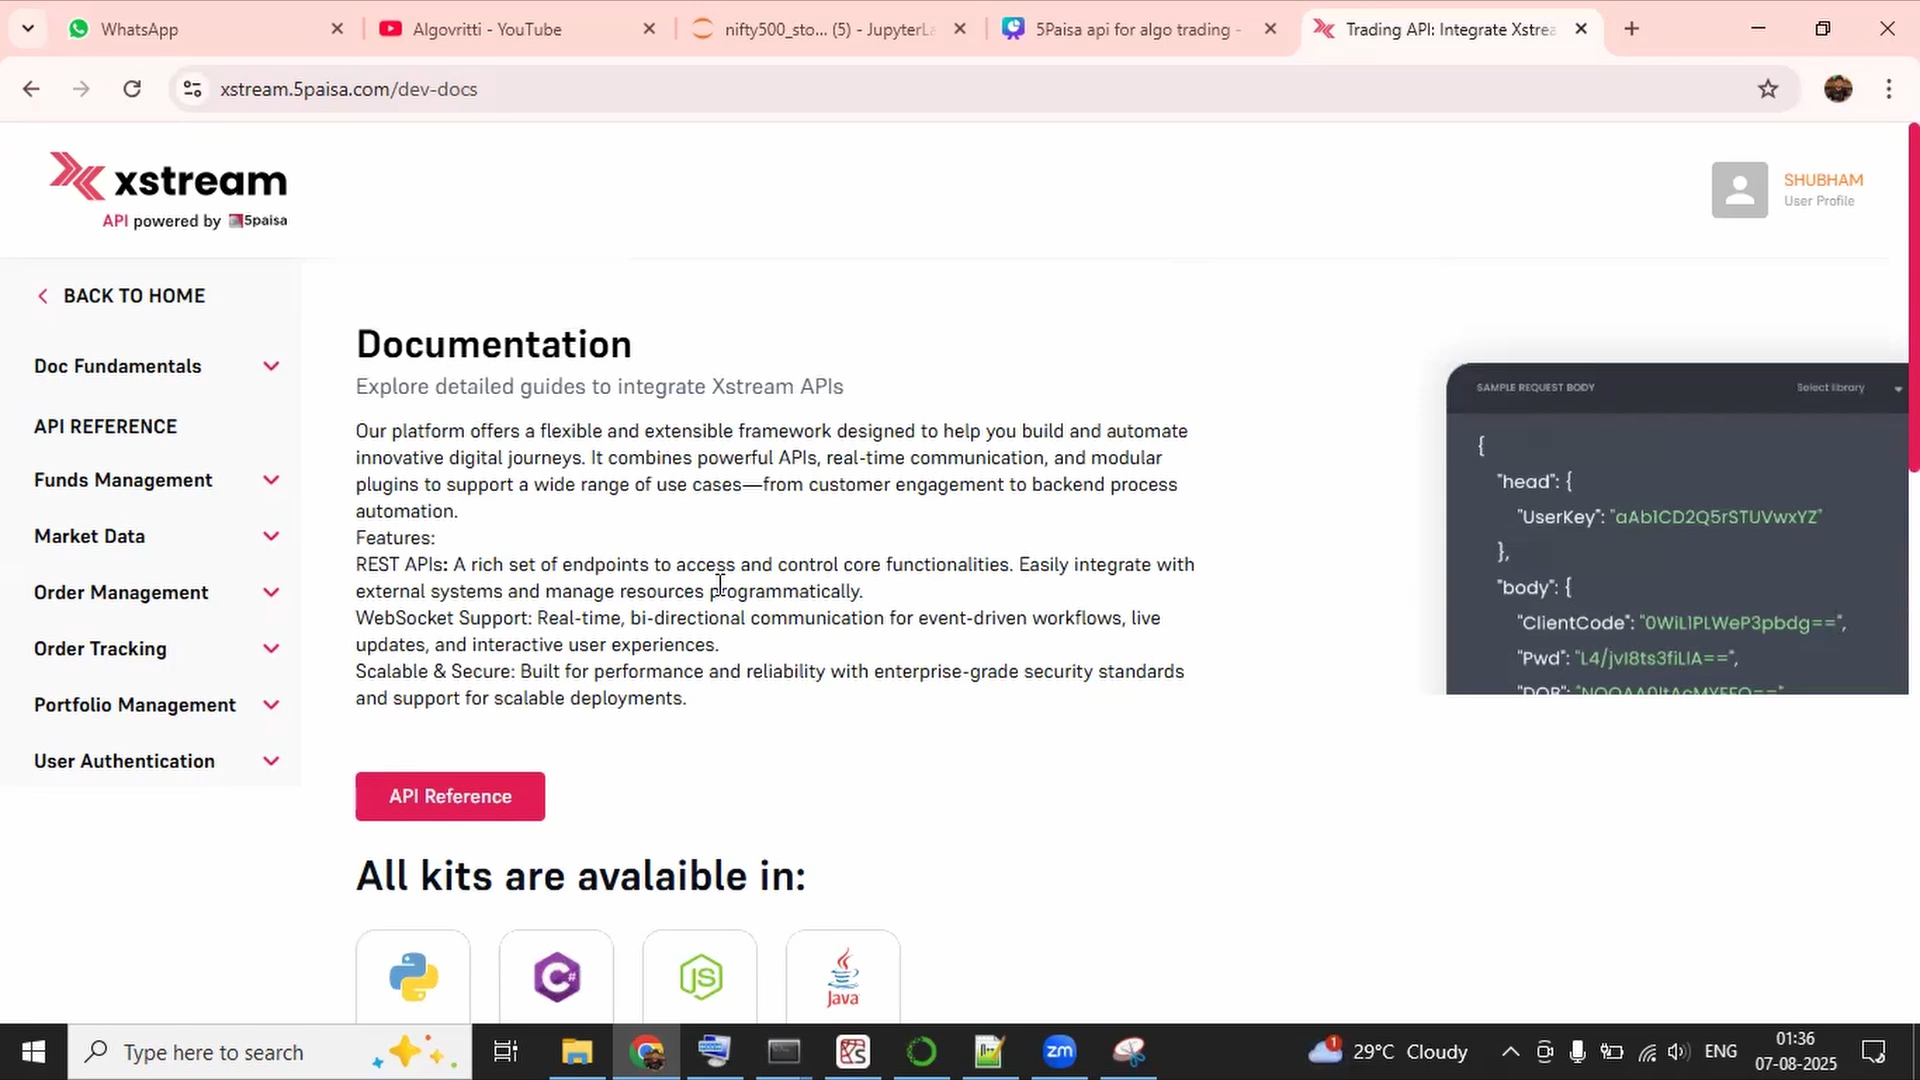 WhatsApp
Algovritti - YouTube
nifty500_sto... (5) - JupyterLa
5Paisa api for algo trading -
Trading API: Integrate Xstrea
xstream.5paisa.com/dev-docs
xstream
API powered by 5paisa
SHUBHAM
User Profile
BACK TO HOME
Doc Fundamentals
API REFERENCE
Funds Management
Market Data
Order Management
Order Tracking
Portfolio Management
User Authentication
Documentation
Explore detailed guides to integrate Xstream APIs
Our platform offers a flexible and extensible framework designed to help you build and automate
innovative digital journeys. It combines powerful APIs, real-time communication, and modular
plugins to support a wide range of use cases—from customer engagement to backend process
automation.
Features:
REST APIs: A rich set of endpoints to access and control core functionalities. Easily integrate with
external systems and manage resources programmatically.
WebSocket Support: Real-time, bi-directional communication for event-driven workflows, live
updates, and interactive user experiences.
Scalable & Secure: Built for performance and reliability with enterprise-grade security standards
and support for scalable deployments.
API Reference
All kits are avalaible in:
C#
JS
Java
SAMPLE REQUEST BODY
Select library
{
"head": {
"UserKey": "aAb1CD2Q5rSTUVwxYZ"
},
"body": {
"ClientCode": "0WiL1PLWeP3pbdg==",
"Pwd": "L4/jvI8ts3fiLIA==",
Type here to search
zm
1
29°C Cloudy
ENG
01:36
07-08-2025